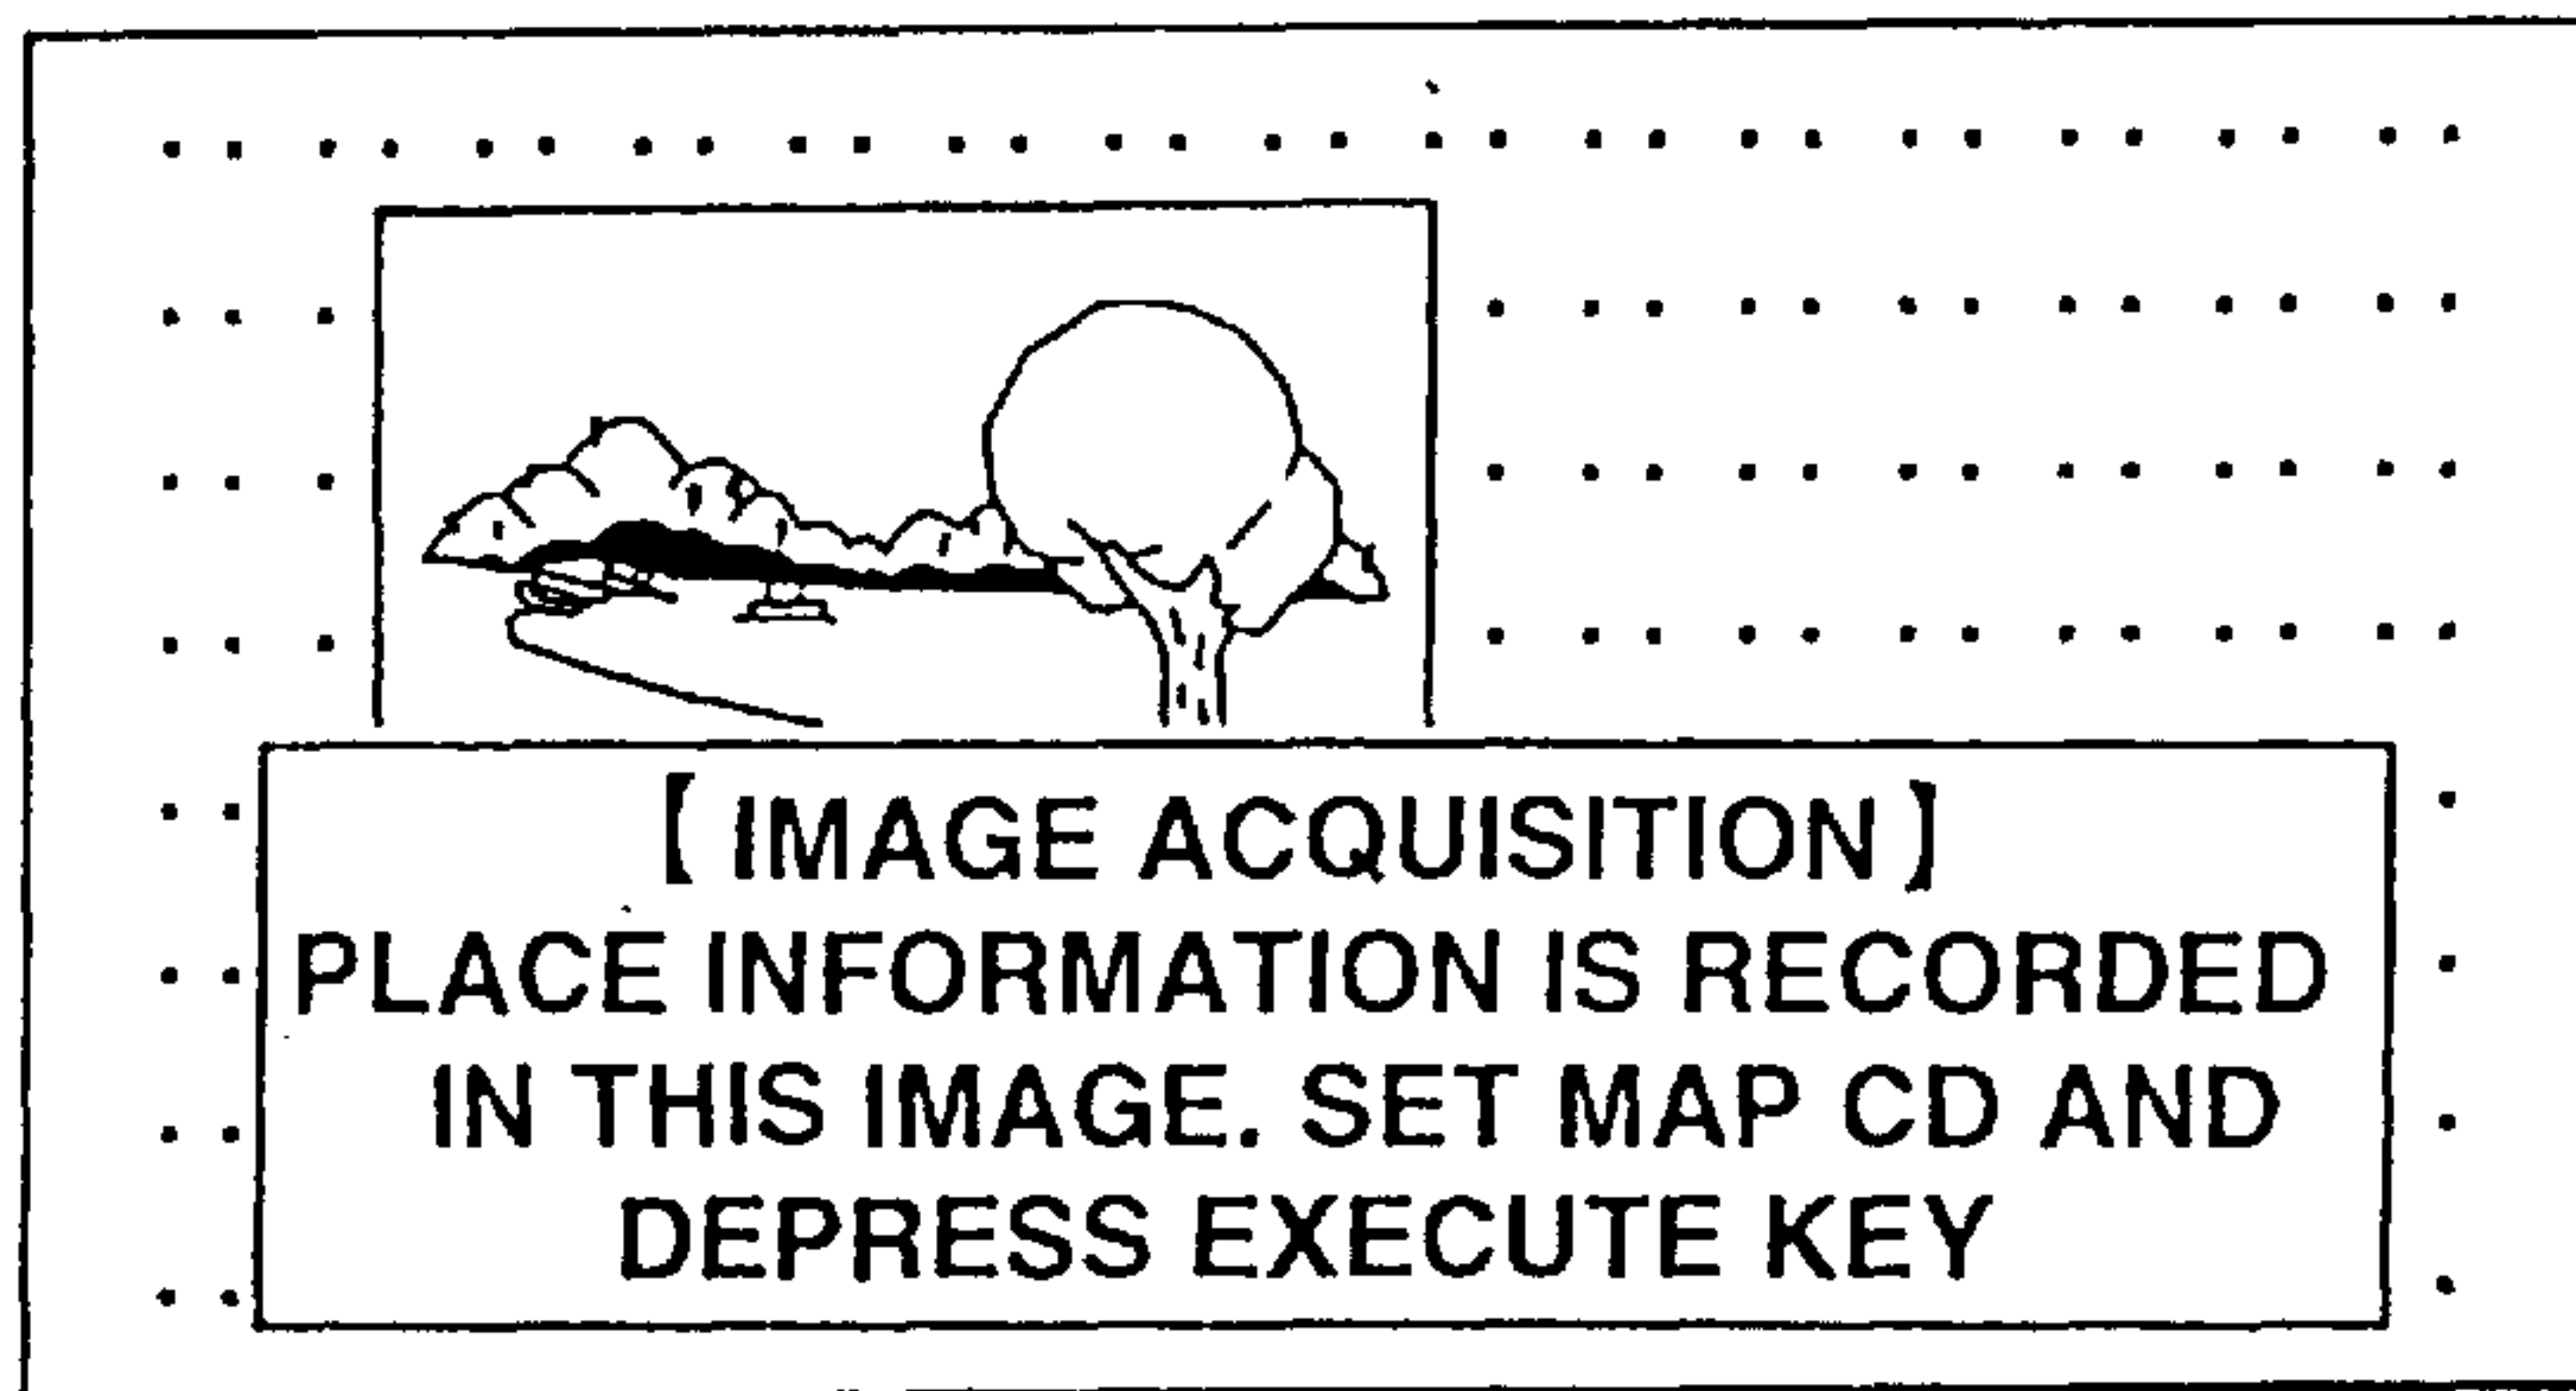 【 IMAGE ACQUISITION 】
PLACE INFORMATION IS RECORDED
IN THIS IMAGE. SET MAP CD AND
DEPRESS EXECUTE KEY